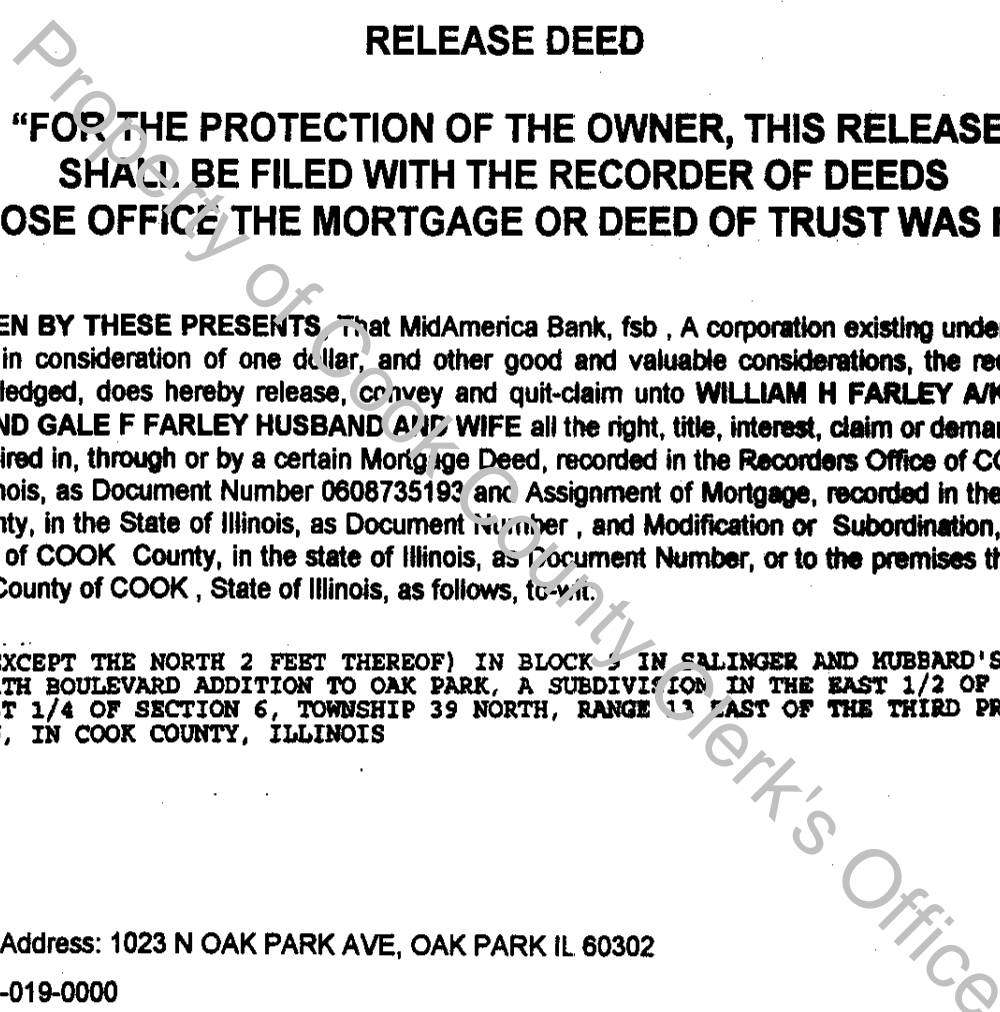 RELEASE DEED
“FOR THE PROTECTION OF THE OWNER, THIS RELEASE
SHALL BE FILED WITH THE RECORDER OF DEEDS
OSE OFFICE THE MORTGAGE OR DEED OF TRUST WAS
EN BY THESE PRESENTS, That MidAmerica Bank, fsb , A corporation existing under
in consideration of one dollar, and other good and valuable considerations, the rec
ledged, does hereby release, convey and quit-claim unto WILLIAM H FARLEY A/K
ND GALE F FARLEY HUSBAND AND WIFE all the right, title, interest, claim or deman
ired in, through or by a certain Mortgage Deed, recorded in the Recorders Office of CO
nois, as Document Number 0608735193 and Assignment of Mortgage, recorded in the
nty, in the State of Illinois, as Document Number , and Modification or Subordination,
of COOK County, in the state of Illinois, as Document Number, or to the premises th
County of COOK , State of Illinois, as follows, to-wit:
EXCEPT THE NORTH 2 FEET THEREOF) IN BLOCK IN SALINGER AND HUBBARD'S
TH BOULEVARD ADDITION TO OAK PARK, A SUBDIVISION IN THE EAST 1/2 OF
T 1/4 OF SECTION 6, TOWNSHIP 39 NORTH, RANGE 13 EAST OF THE THIRD PR
, IN COOK COUNTY, ILLINOIS
Address: 1023 N OAK PARK AVE, OAK PARK IL 60302
-019-0000
Property of Cook County Clerk's Office